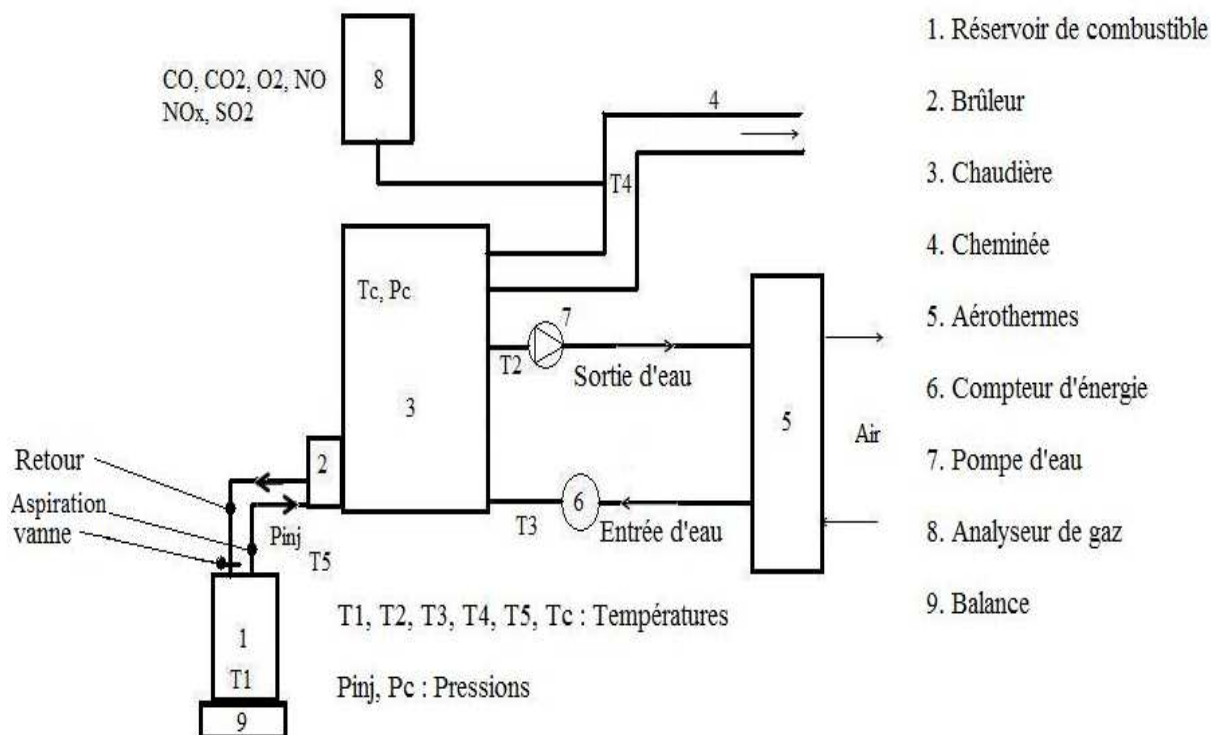 CO, CO2, O2, NO
NOx, SO2
8
4
T4
Tc, Pc
7
T2
Sortie d'eau
3
5
Air
2
Retour
Aspiration
vanne
Pinj
T5
T3
6
Entrée d'eau
1
T1
9
T1, T2, T3, T4, T5, Tc : Températures
Pinj, Pc : Pressions
1. Réservoir de combustible
2. Brûleur
3. Chaudière
4. Cheminée
5. Aérothermes
6. Compteur d'énergie
7. Pompe d'eau
8. Analyseur de gaz
9. Balance